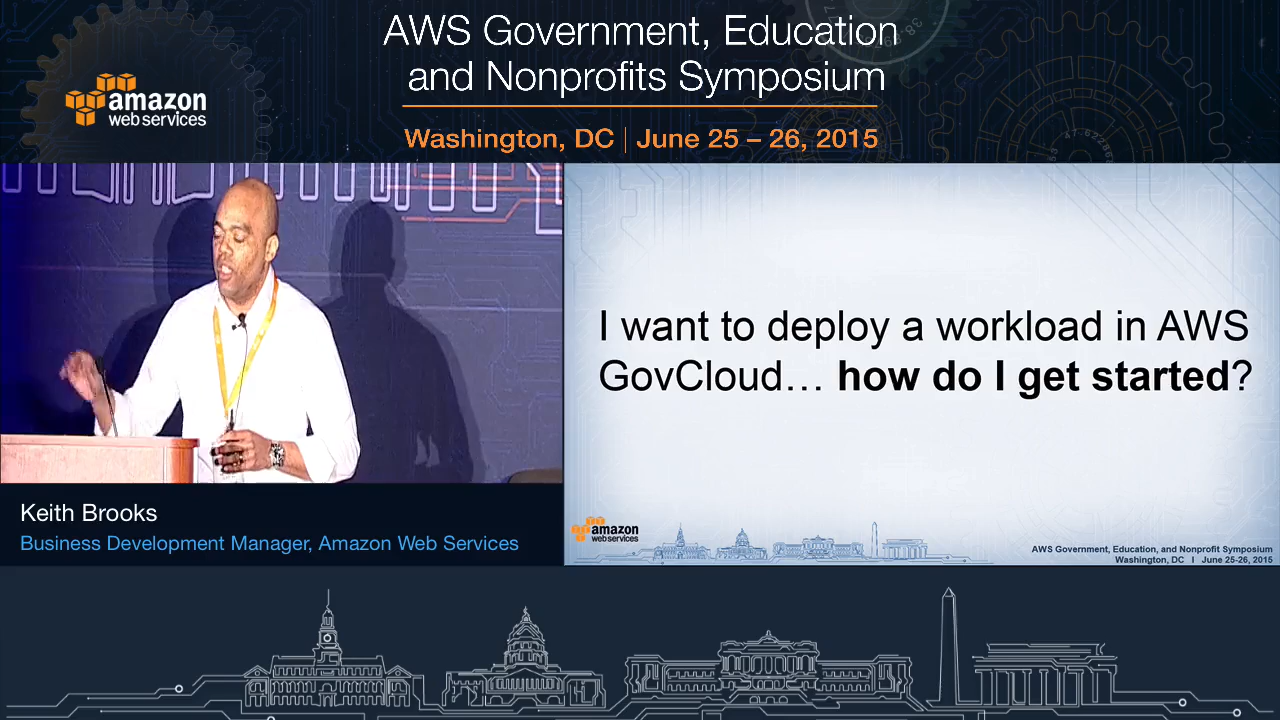 AWS Government, Education
and Nonprofits Symposium
amazon
web services
Washington, DC | June 25 – 26, 2015
I want to deploy a workload in AWS
GovCloud... how do I get started?
Keith Brooks
Business Development Manager, Amazon Web Services
amazon
web services
AWS Government, Education, and Nonprofit Symposium
Washington, DC I June 25-26, 2015